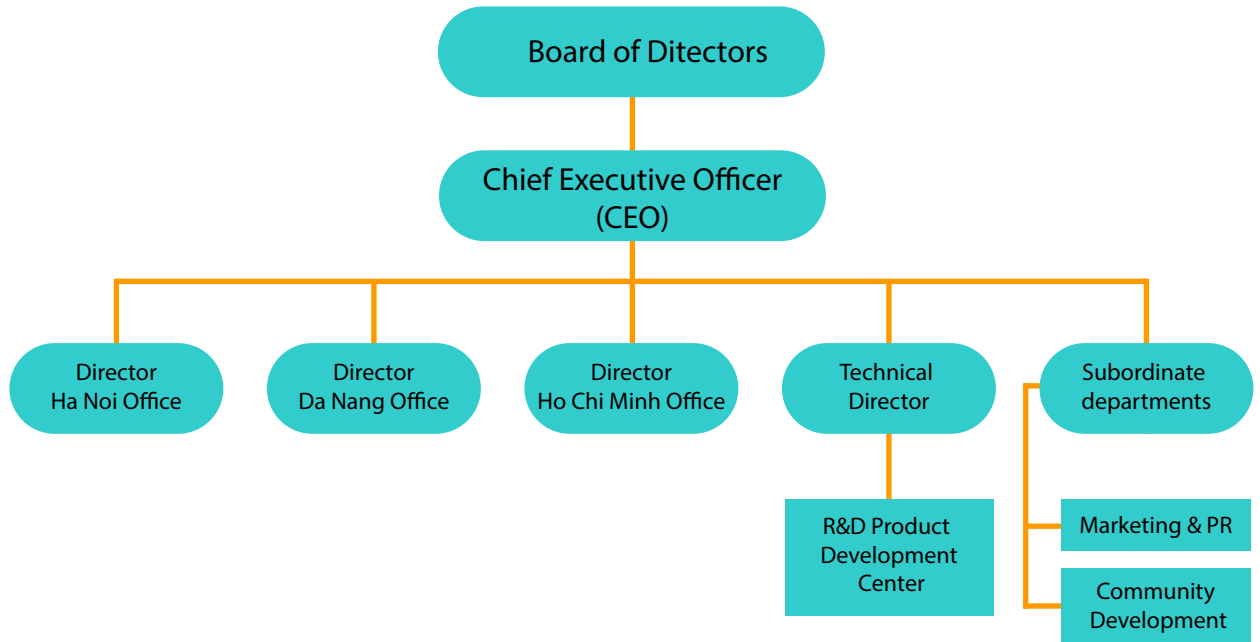 Board of Ditectors
Chief Executive Officer
(CEO)
Director
Ha Noi Office
Director
Da Nang Office
Director
Ho Chi Minh Office
Technical
Director
Subordinate
departments
R&D Product
Development
Center
Marketing & PR
Community
Development